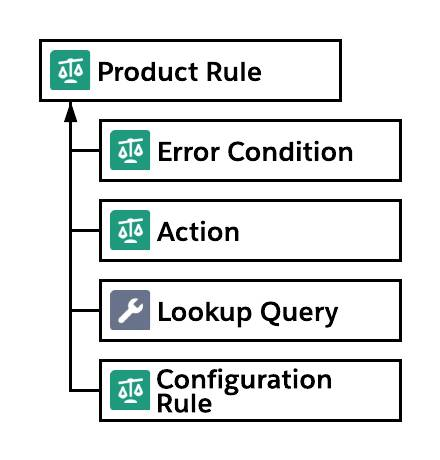 Product Rule
Error Condition
Action
Lookup Query
Configuration
Rule